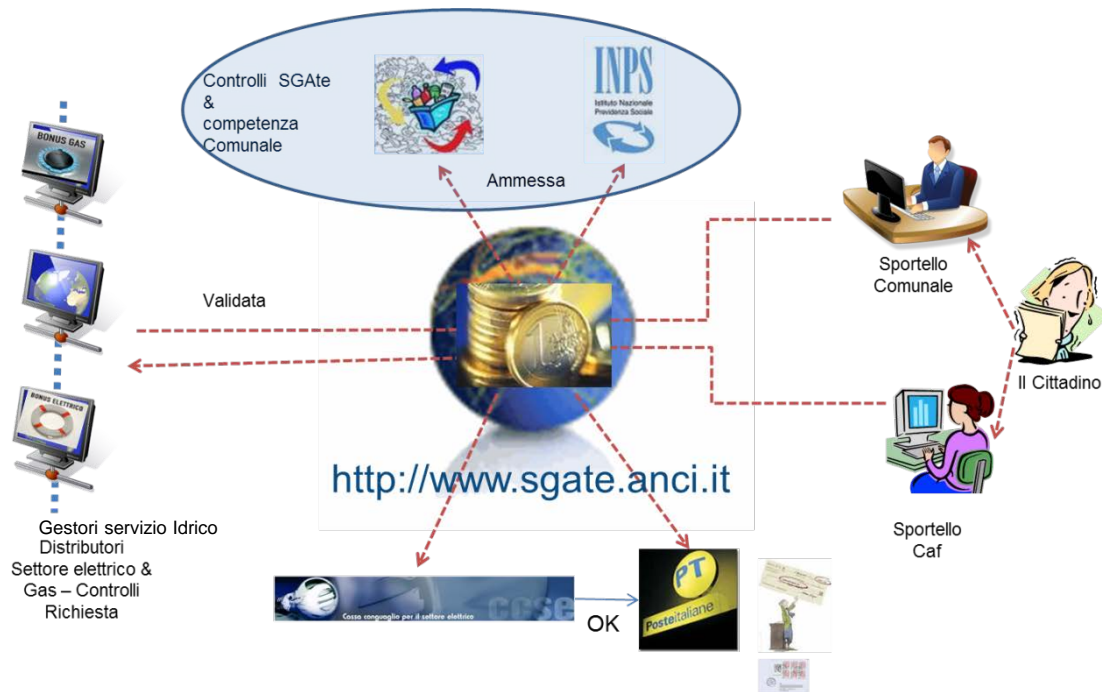 Controlli SGAte
&
competenza
Comunale
INPS
Istituto Nazionale
Previdenza Sociale
Ammessa
BONUS GAS
Validata
Sportello
Comunale
Il Cittadino
BONUS ELETTRICO
http://www.sgate.anci.it
Sportello
Caf
Gestori servizio Idrico
Distributori
Settore elettrico &
Gas – Controlli
Richiesta
Cassa conguaglio per il settore elettrico
ccse
OK
PT
Posteitaliane
1